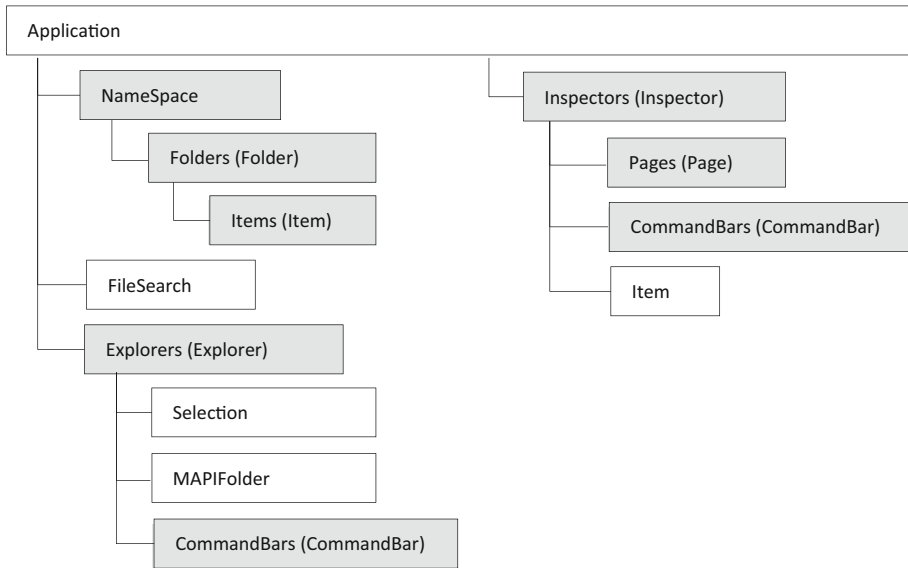 Application
NameSpace
Folders (Folder)
Items (Item)
FileSearch
Explorers (Explorer)
Selection
MAPIFolder
CommandBars (CommandBar)
Inspectors (Inspector)
Pages (Page)
CommandBars (CommandBar)
Item